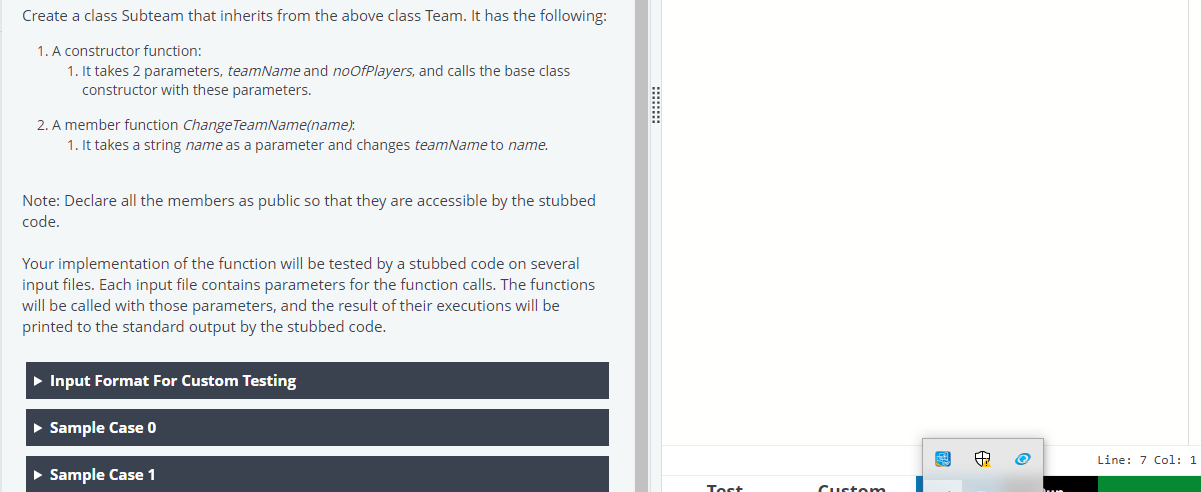 Create a class Subteam that inherits from the above class Team. It has the following:
1. A constructor function:
1. It takes 2 parameters, teamName and noOfPlayers, and calls the base class
constructor with these parameters.
2. A member function ChangeTeamName(name):
1. It takes a string name as a parameter and changes teamName to name.
Note: Declare all the members as public so that they are accessible by the stubbed
code.
Your implementation of the function will be tested by a stubbed code on several
input files. Each input file contains parameters for the function calls. The functions
will be called with those parameters, and the result of their executions will be
printed to the standard output by the stubbed code.
Input Format For Custom Testing
Sample Case 0
Sample Case 1
Line: 7 Col: 1
Test
Custom